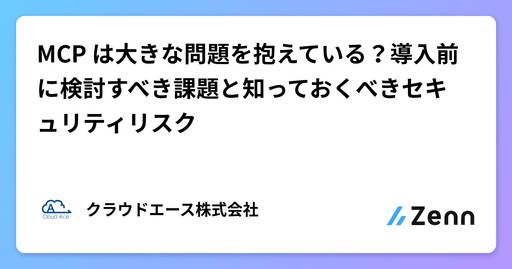 MCP は大きな問題を抱えている？導入前
に検討すべき課題と知っておくべきセキ
ュリティリスク
Cloud Ace
クラウドエース株式会社
Zenn